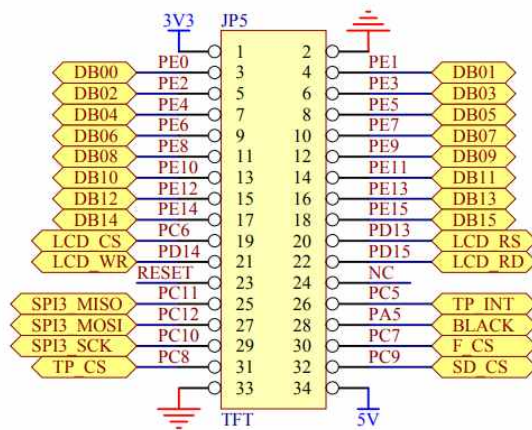 3V3 JP5
1 2
DB00 PE0 3 4 PE1 DB01
DB02 PE2 5 6 PE3 DB03
DB04 PE4 7 8 PE5 DB05
DB06 PE6 9 10 PE7 DB07
DB08 PE8 11 12 PE9 DB09
DB10 PE10 13 14 PE11 DB11
DB12 PE12 15 16 PE13 DB13
DB14 PE14 17 18 PE15 DB15
LCD_CS PC6 19 20 PD13 LCD_RS
LCD_WR PD14 21 22 PD15 LCD_RD
RESET 23 24 NC
SPI3_MISO PC11 25 26 PC5 TP_INT
SPI3_MOSI PC12 27 28 PA5 BLACK
SPI3_SCK PC10 29 30 PC7 F_CS
TP_CS PC8 31 32 PC9 SD_CS
33 34
TFT 5V